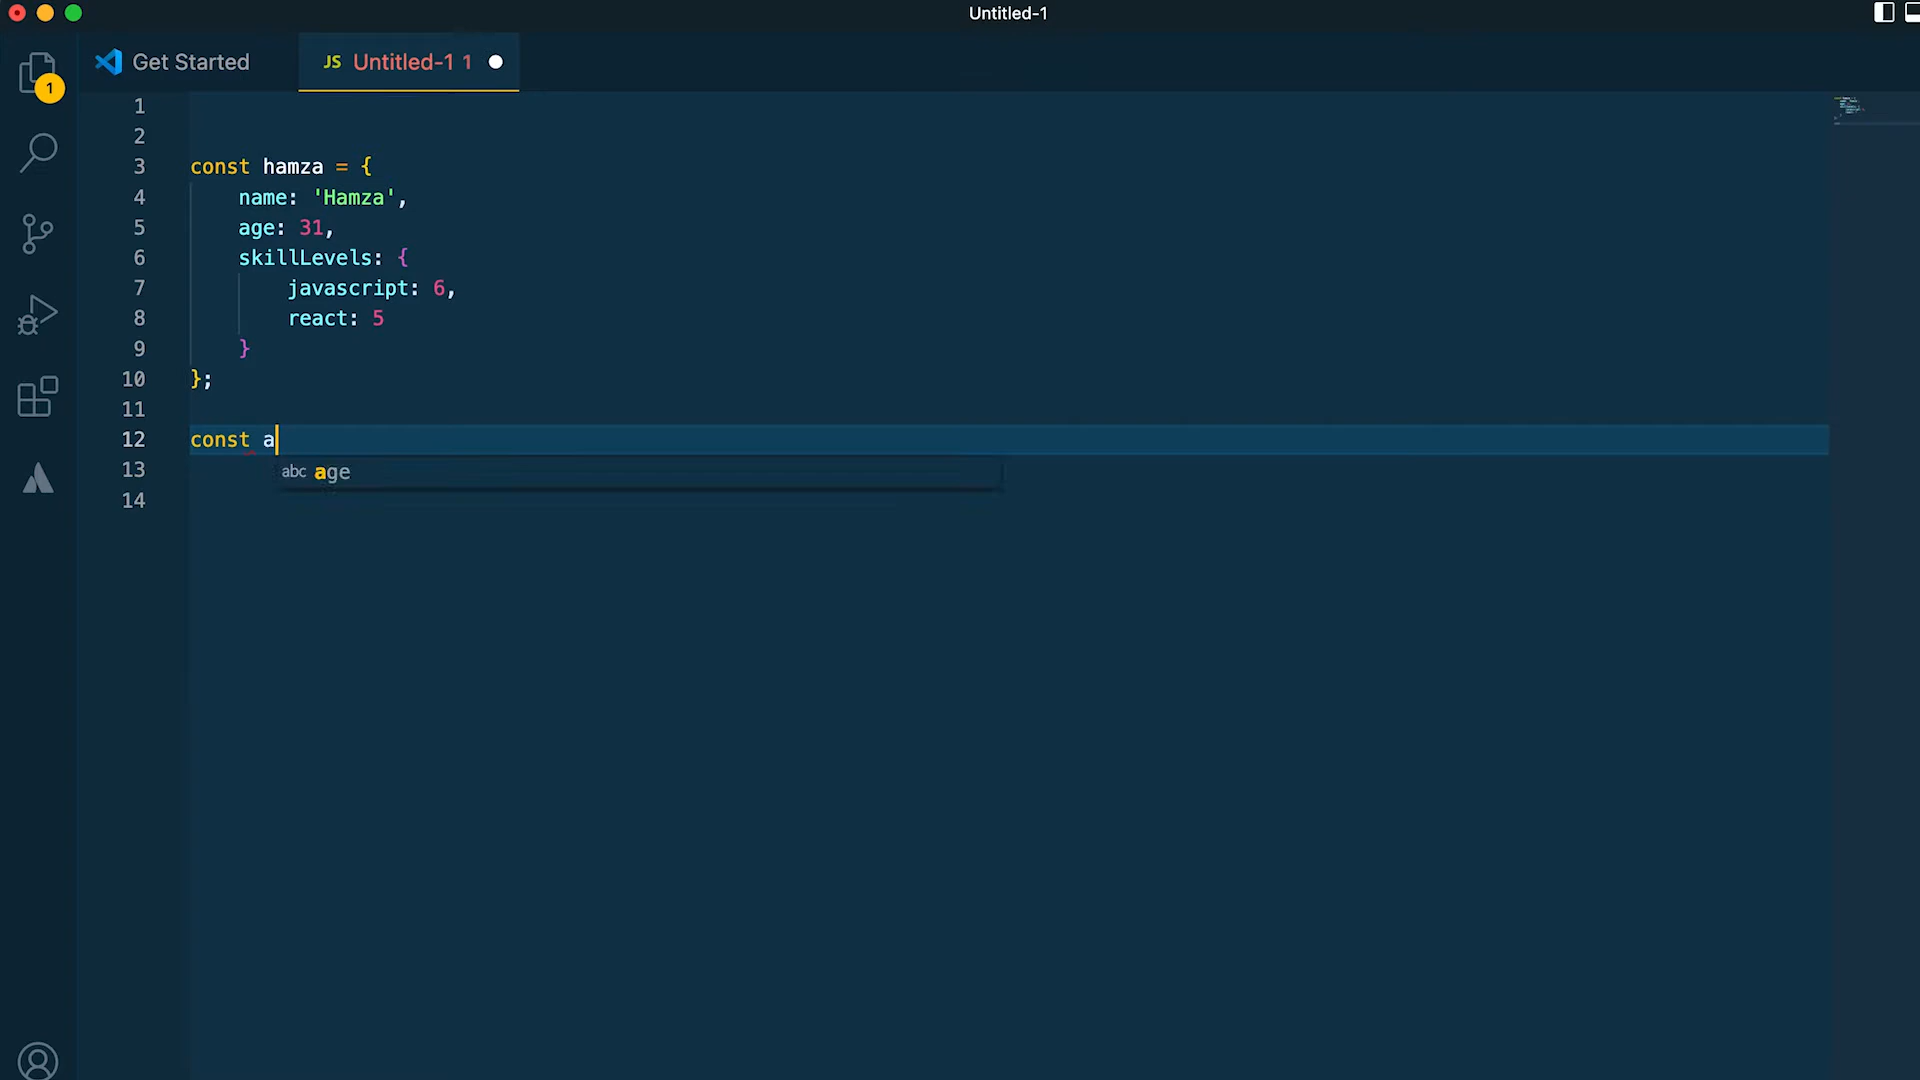 Untitled-1
Get Started
JS Untitled-1 1
1
1
2
3 const hamza = {
4 name: 'Hamza',
5 age: 31,
6 skillLevels: {
7 javascript: 6,
8 react: 5
9 }
10 };
11
12 const a
abc age
13
14